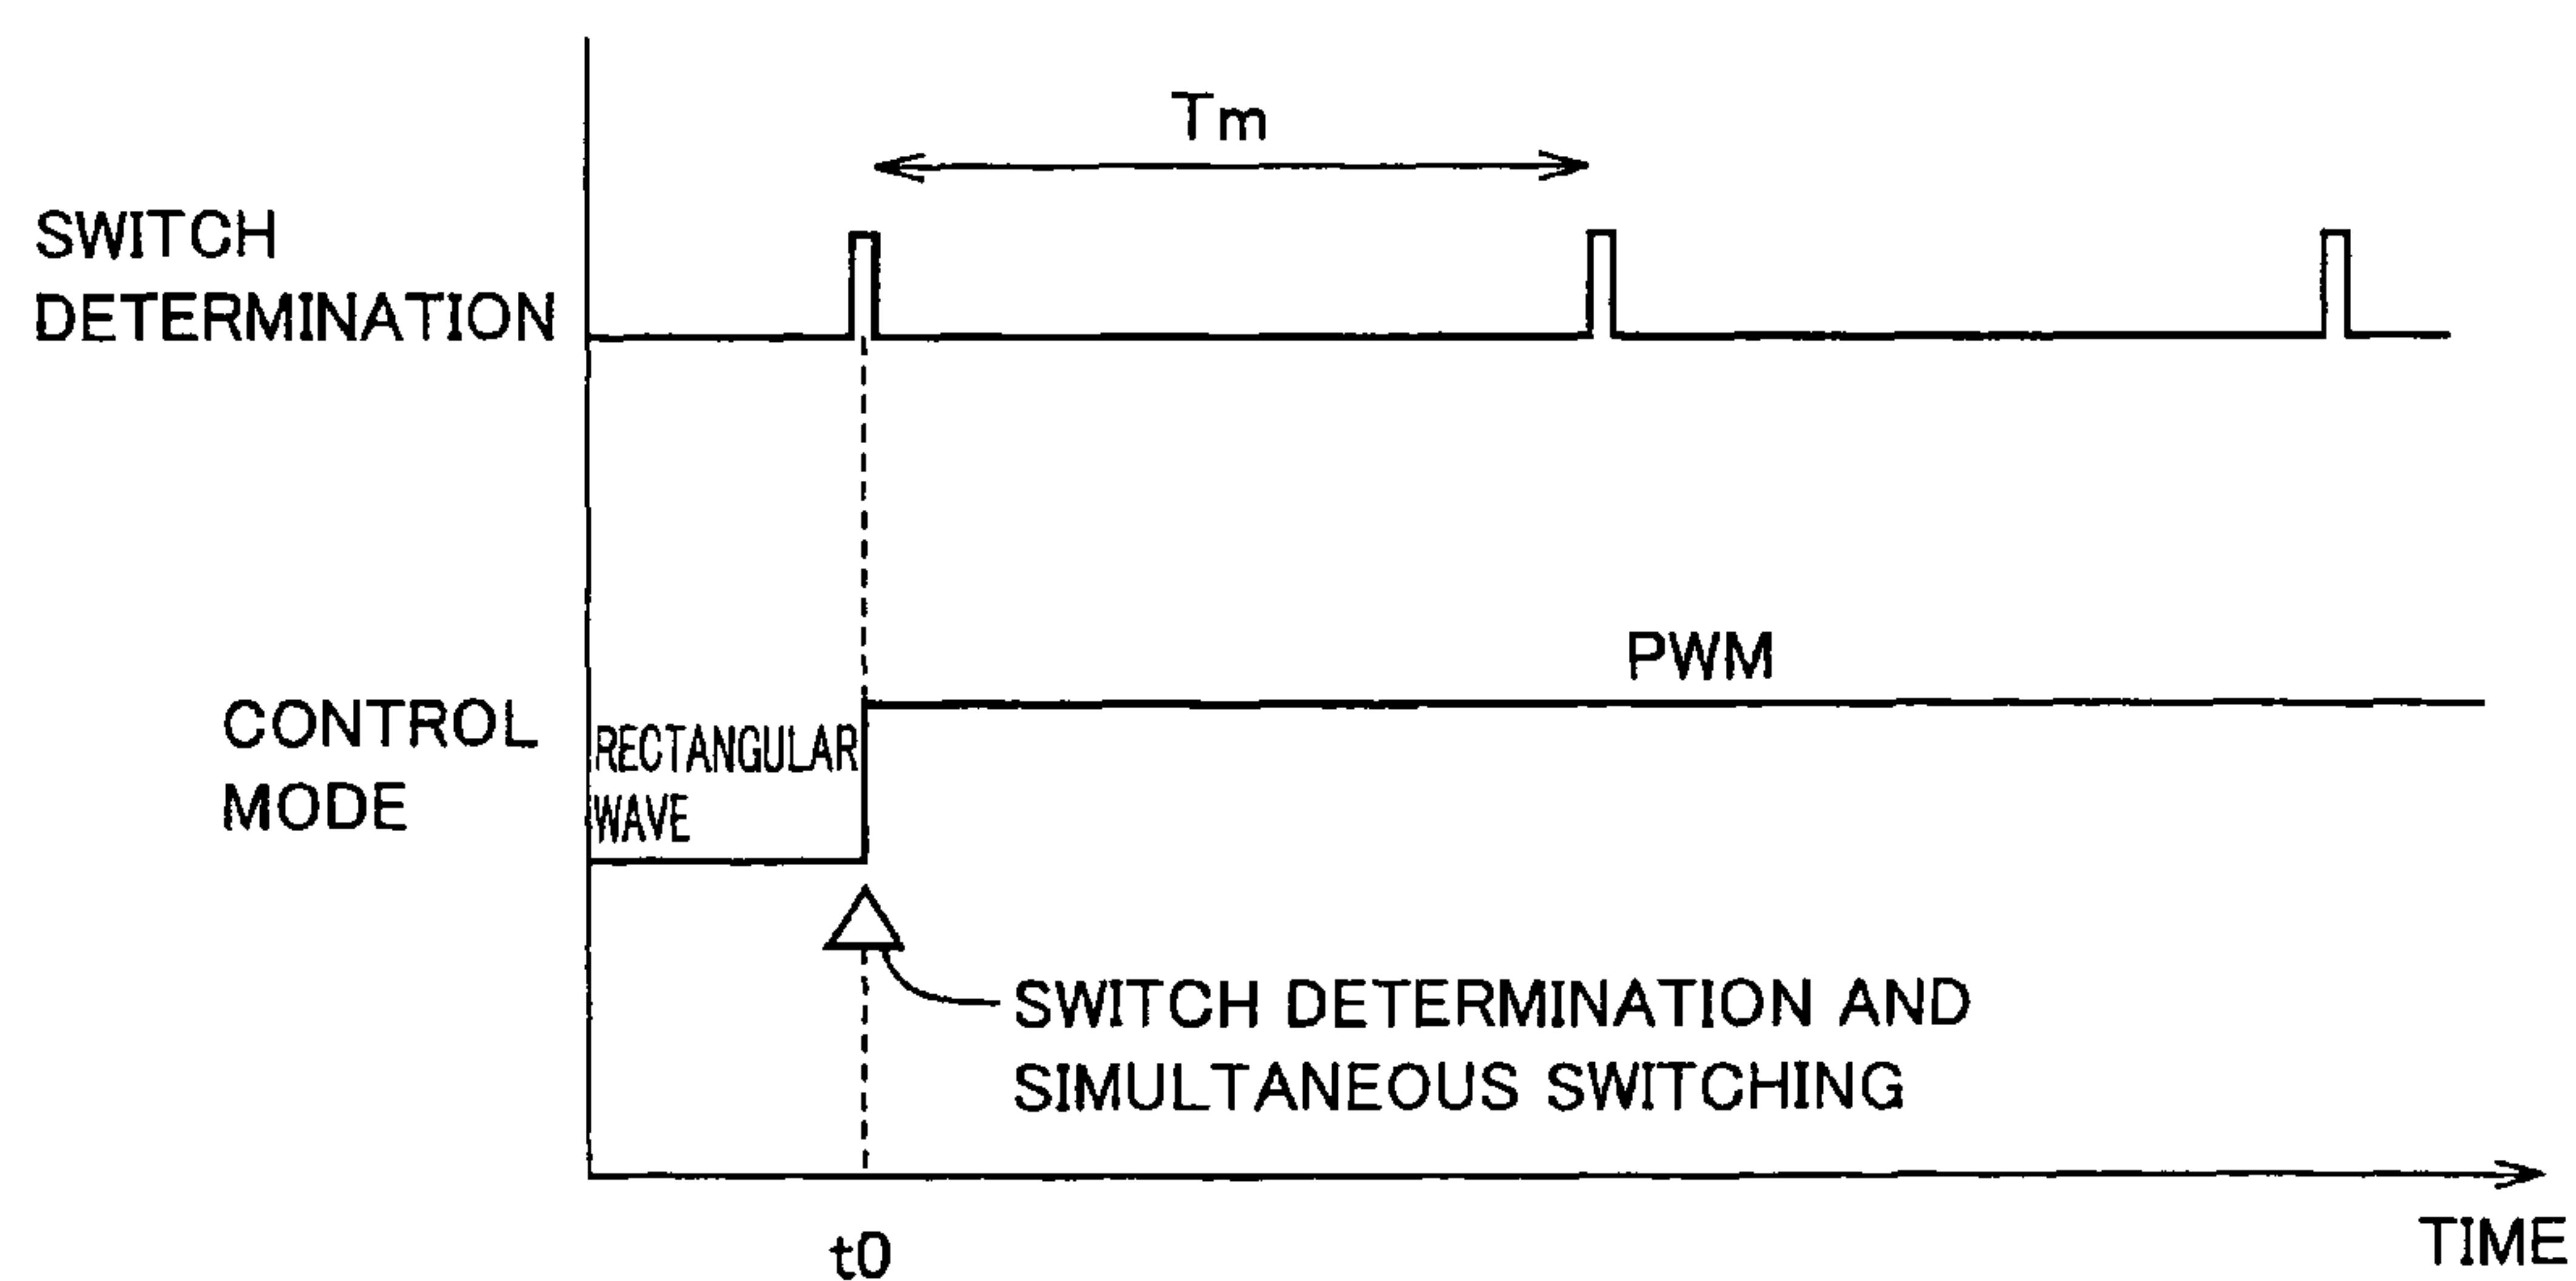 Tm
SWITCH
DETERMINATION
PWM
CONTROL
MODE
RECTANGULAR
WAVE
SWITCH DETERMINATION AND
SIMULTANEOUS SWITCHING
t0
TIME